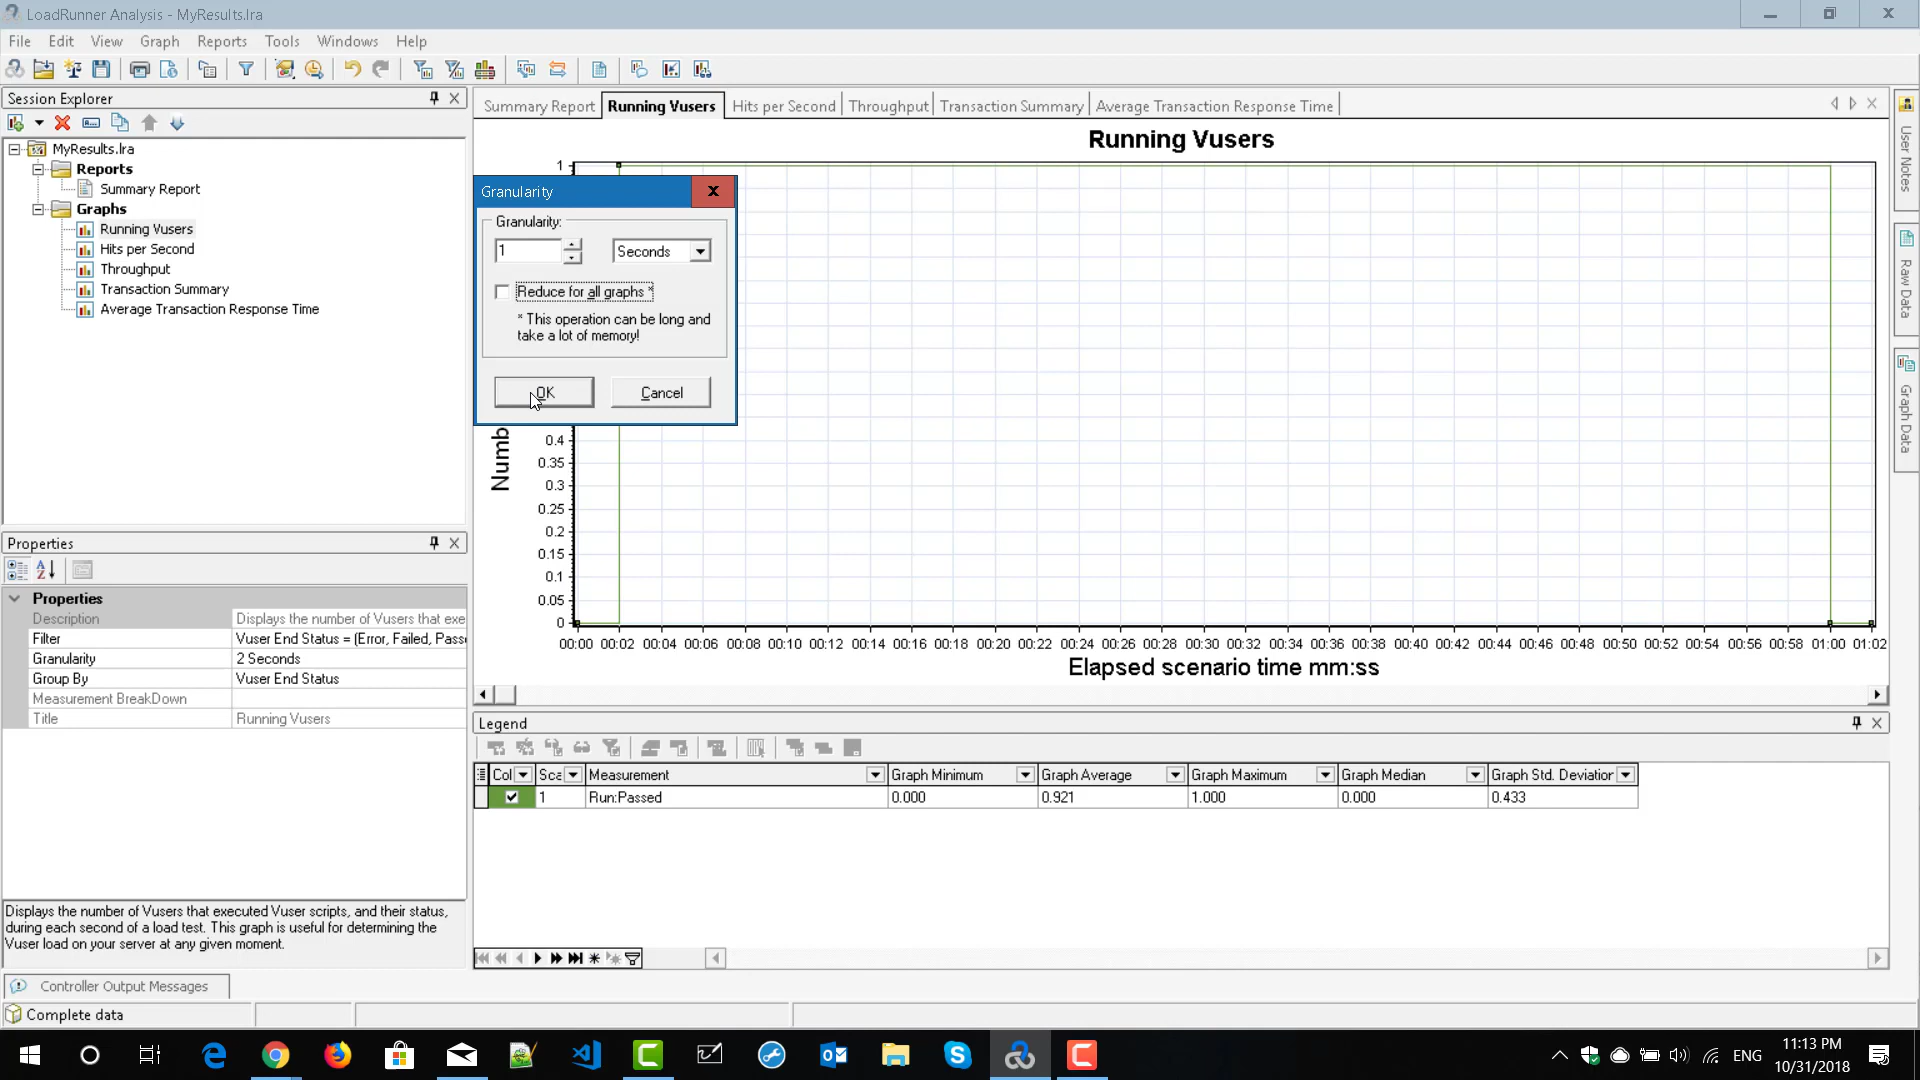 LoadRunner Analysis - MyResults.lra
File Edit View Graph Reports Tools Windows Help
Session Explorer
MyResults.lra
Reports
Summary Report
Graphs
Running Vusers
Hits per Second
Throughput
Transaction Summary
Average Transaction Response Time
Properties
Properties
Description Displays the number of Vusers that exe
Filter Vuser End Status = (Error, Failed, Passe
Granularity 2 Seconds
Group By Vuser End Status
Measurement BreakDown
Title Running Vusers
Displays the number of Vusers that executed Vuser scripts, and their status,
during each second of a load test. This graph is useful for determining the
Vuser load on your server at any given moment.
Controller Output Messages
Complete data
Summary Report Running Vusers Hits per Second Throughput Transaction Summary Average Transaction Response Time
Running Vusers
1
Granularity X
Granularity:
1 Seconds
Reduce for all graphs *
* This operation can be long and
take a lot of memory!
OK Cancel
Numb
0.4
0.35
0.3
0.25
0.2
0.15
0.1
0.05
0
00:00 00:02 00:04 00:06 00:08 00:10 00:12 00:14 00:16 00:18 00:20 00:22 00:24 00:26 00:28 00:30 00:32 00:34 00:36 00:38 00:40 00:42 00:44 00:46 00:48 00:50 00:52 00:54 00:56 00:58 01:00 01:02
Elapsed scenario time mm:ss
Legend
Col Sca Measurement Graph Minimum Graph Average Graph Maximum Graph Median Graph Std. Deviation
1 Run:Passed 0.000 0.921 1.000 0.000 0.433
User Notes
Raw Data
Graph Data
ENG
11:13 PM
10/31/2018